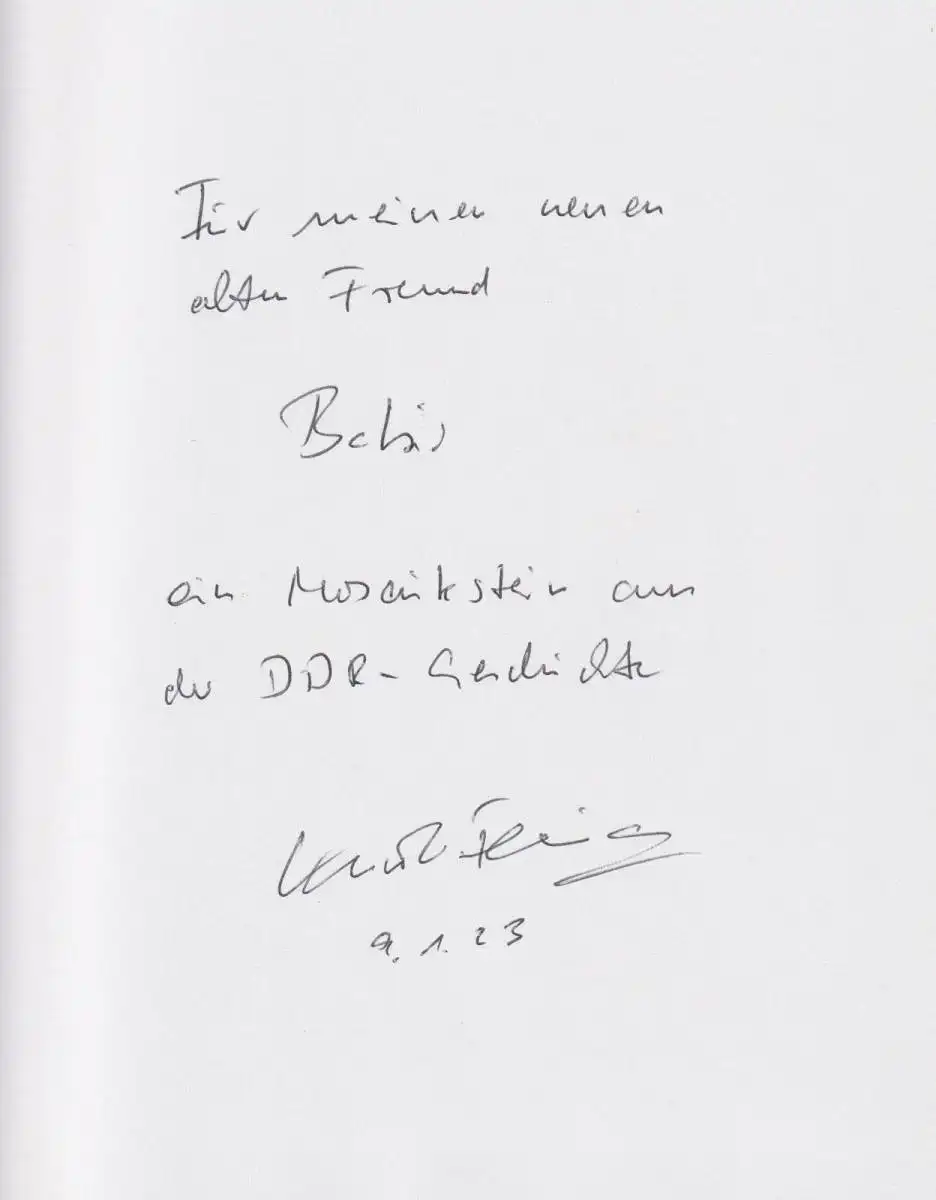 Für meinen neuen
alten Freund
ein Mosaikstein aus
der DDR-Geschichte
9.1.23